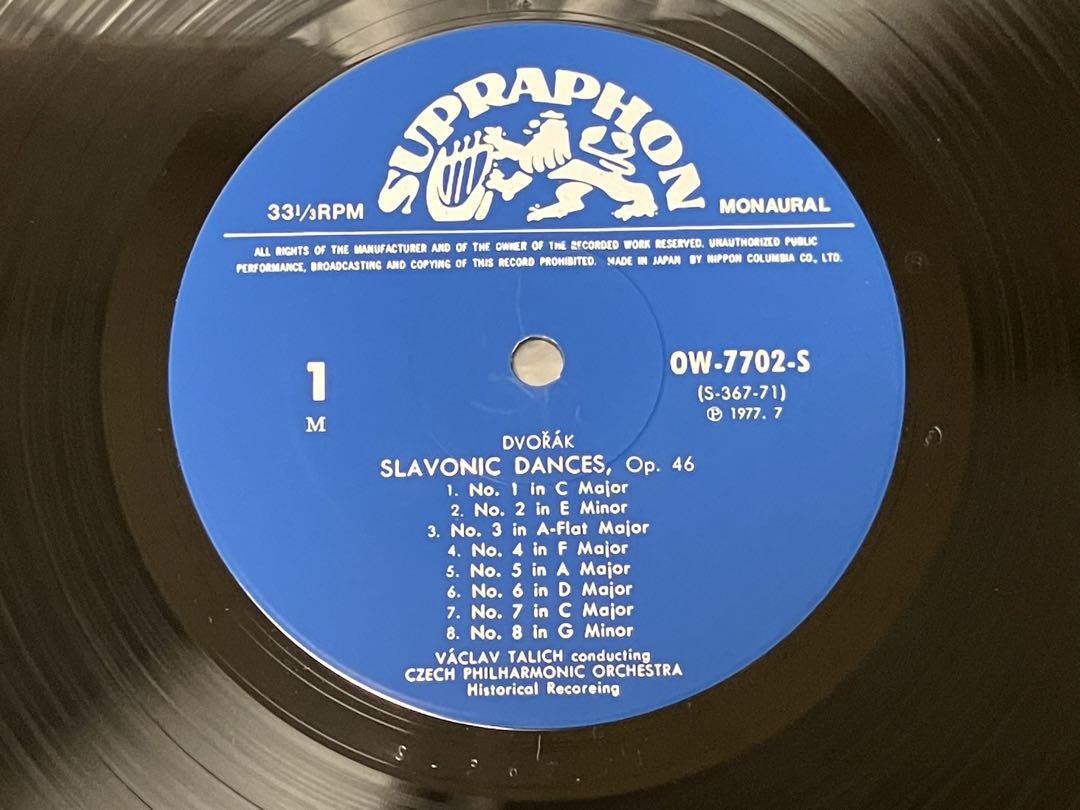 SUPRAPHON
33 1/3 RPM MONAURAL
ALL RIGHTS OF THE MANUFACTURER AND OF THE OWNER OF THE RECORDED WORK RESERVED. UNAUTHORIZED PUBLIC
PERFORMANCE, BROADCASTING AND COPYING OF THIS RECORD PROHIBITED. MADE IN JAPAN BY NIPPON COLUMBIA CO., LTD.
1
M
OW-7702-S
(S-367-71)
Ⓟ 1977. 7
DVOŘÁK
SLAVONIC DANCES, Op. 46
1. No. 1 in C Major
2. No. 2 in E Minor
3. No. 3 in A-Flat Major
4. No. 4 in F Major
5. No. 5 in A Major
6. No. 6 in D Major
7. No. 7 in C Major
8. No. 8 in G Minor
VÁCLAV TALICH conducting
CZECH PHILHARMONIC ORCHESTRA
Historical Recoreing